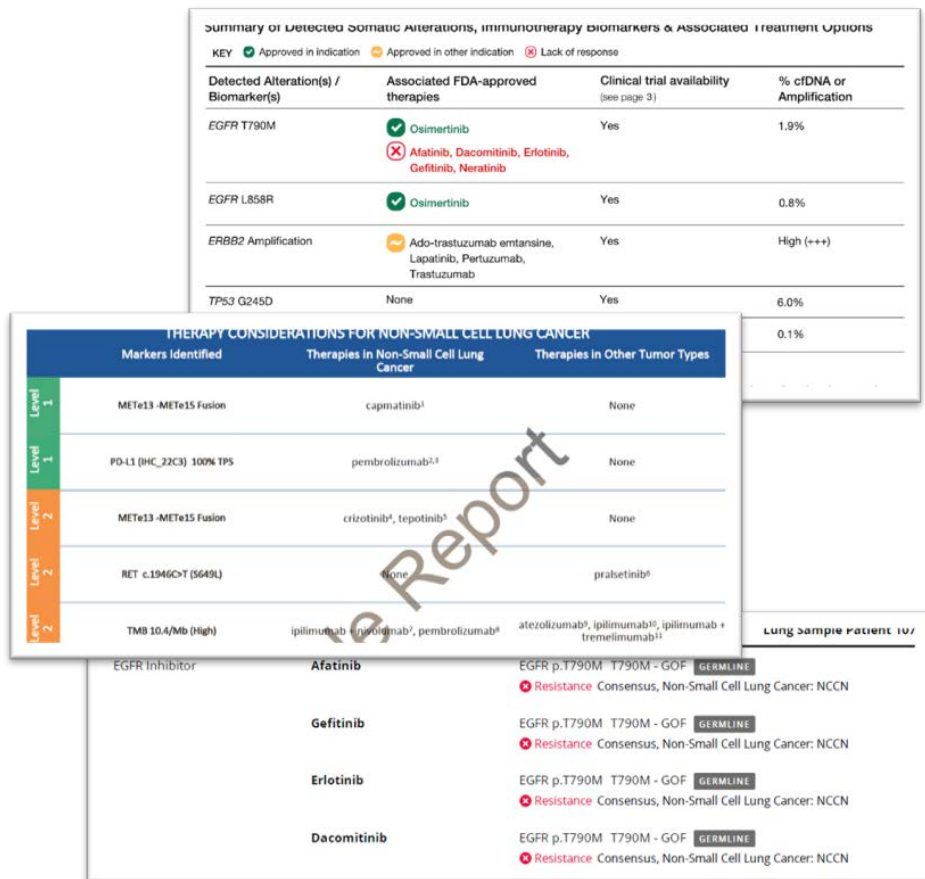 Summary of Detected Somatic Alterations, Immunotherapy Biomarkers & Associated Treatment Options
KEY Approved in indication Approved in other indication Lack of response
Detected Alteration(s) / Biomarker(s) Associated FDA-approved therapies Clinical trial availability (see page 3) % cfDNA or Amplification
EGFR T790M Osimertinib Yes 1.9%
Afatinib, Dacomitinib, Erlotinib,
Gefitinib, Neratinib
EGFR L858R Osimertinib Yes 0.8%
ERBB2 Amplification Ado-trastuzumab emtansine, Yes High (+++)
Lapatinib, Pertuzumab,
Trastuzumab
TP53 G245D None Yes 6.0%
0.1%
THERAPY CONSIDERATIONS FOR NON-SMALL CELL LUNG CANCER
Markers Identified Therapies in Non-Small Cell Lung Cancer Therapies in Other Tumor Types
Level 1 METe13 -METe15 Fusion capmatinib¹ None
Level 1 PD-L1 (IHC_22C3) 100% TPS pembrolizumab²,³ None
Level 2 METe13 -METe15 Fusion crizotinib⁴, tepotinib⁵ None
Level 2 RET c.1946C>T (S649L) None pralsetinib⁶
Level 2 TMB 10.4/Mb (High) ipilimumab + nivolumab⁷, pembrolizumab⁸ atezolizumab⁹, ipilimumab¹⁰, ipilimumab + tremelimumab¹¹
le Report
Lung Sample Patient 107
EGFR Inhibitor Afatinib EGFR p.T790M T790M - GOF GERMLINE
Resistance Consensus, Non-Small Cell Lung Cancer: NCCN
Gefitinib EGFR p.T790M T790M - GOF GERMLINE
Resistance Consensus, Non-Small Cell Lung Cancer: NCCN
Erlotinib EGFR p.T790M T790M - GOF GERMLINE
Resistance Consensus, Non-Small Cell Lung Cancer: NCCN
Dacomitinib EGFR p.T790M T790M - GOF GERMLINE
Resistance Consensus, Non-Small Cell Lung Cancer: NCCN